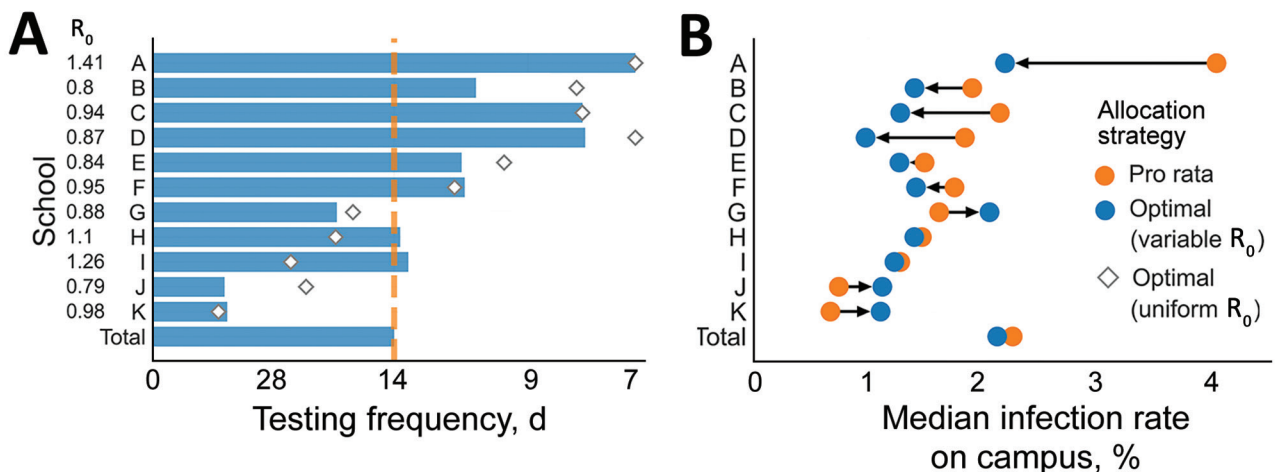 A
R₀
School
1.41 A
0.8 B
0.94 C
0.87 D
0.84 E
0.95 F
0.88 G
1.1 H
1.26 I
0.79 J
0.98 K
Total
0 28 14 9 7
Testing frequency, d
B
A
B
C
D
E
F
G
H
I
J
K
Total
0 1 2 3 4
Median infection rate
on campus, %
Allocation
strategy
Pro rata
Optimal
(variable R₀)
Optimal
(uniform R₀)